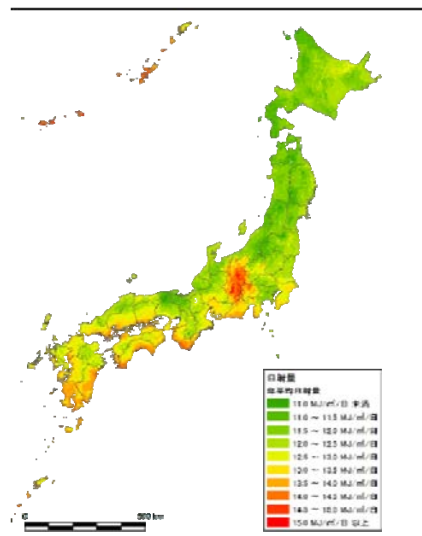 日射量
年平均日射量
11.0 MJ/㎡/日 未満
11.0 ～ 11.5 MJ/㎡/日
11.5 ～ 12.0 MJ/㎡/日
12.0 ～ 12.5 MJ/㎡/日
12.5 ～ 13.0 MJ/㎡/日
13.0 ～ 13.5 MJ/㎡/日
13.5 ～ 14.0 MJ/㎡/日
14.0 ～ 14.5 MJ/㎡/日
14.5 ～ 15.0 MJ/㎡/日
15.0 MJ/㎡/日 以上
0